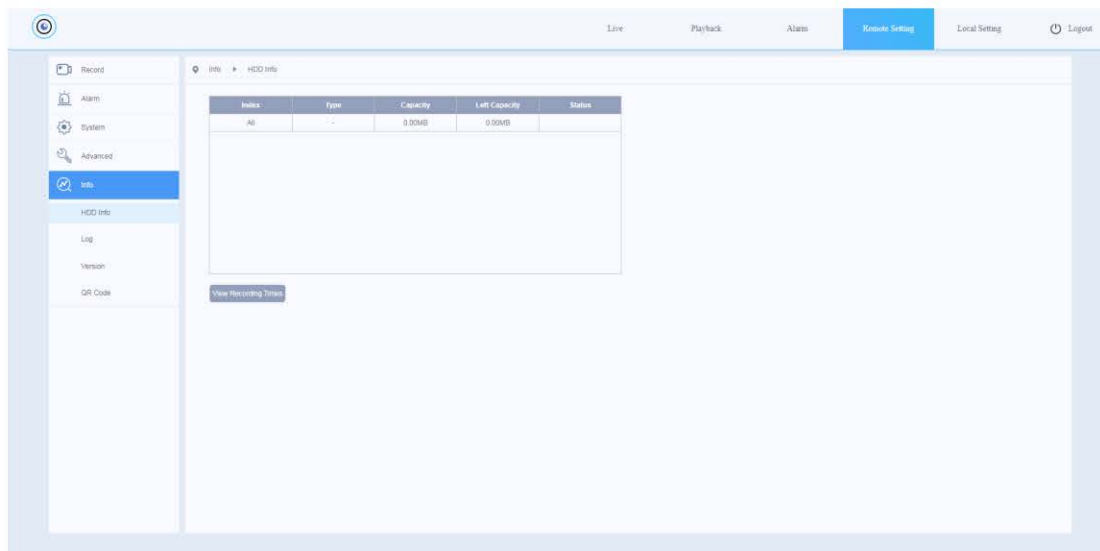 Live Playback Alarm Remote Setting Local Setting Logout
Record
Alarm
System
Advanced
Info
HDD Info
Log
Version
QR Code
Info ▶ HDD Info
Index Type Capacity Left Capacity Status
All - 0.00MB 0.00MB
View Recording Times